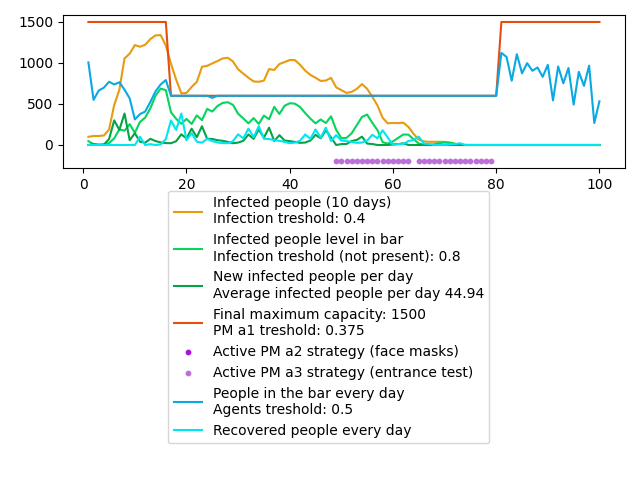 1500
1000
500
0
0
20
40
60
80
100
Infected people (10 days)
Infection treshold: 0.4
Infected people level in bar
Infection treshold (not present): 0.8
New infected people per day
Average infected people per day 44.94
Final maximum capacity: 1500
PM a1 treshold: 0.375
Active PM a2 strategy (face masks)
Active PM a3 strategy (entrance test)
People in the bar every day
Agents treshold: 0.5
Recovered people every day